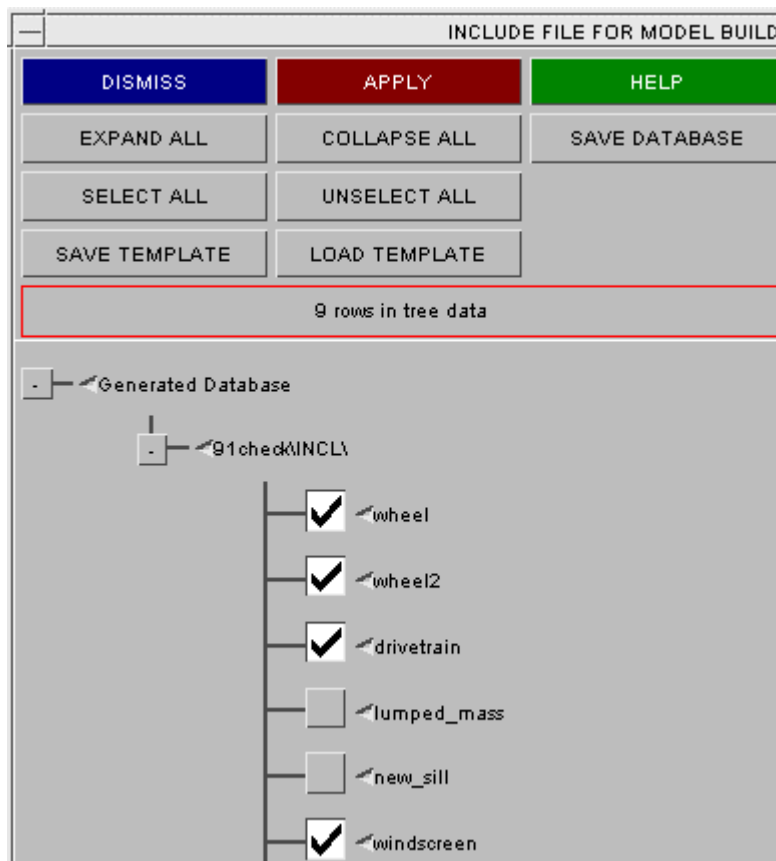 INCLUDE FILE FOR MODEL BUILD
DISMISS APPLY HELP
EXPAND ALL COLLAPSE ALL SAVE DATABASE
SELECT ALL UNSELECT ALL
SAVE TEMPLATE LOAD TEMPLATE
9 rows in tree data
- Generated Database
- 91check\INCL\
wheel
wheel2
drivetrain
lumped_mass
new_sill
windscreen